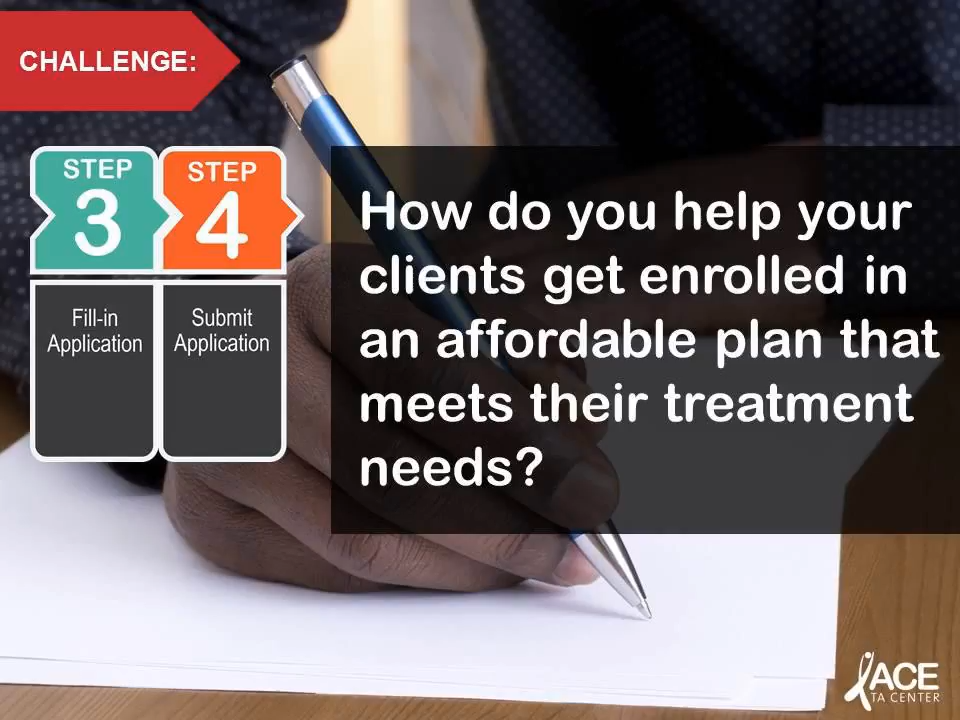 CHALLENGE:
STEP
3
Fill-in
Application
STEP
4
Submit
Application
How do you help your
clients get enrolled in
an affordable plan that
meets their treatment
needs?
ACE
TA CENTER